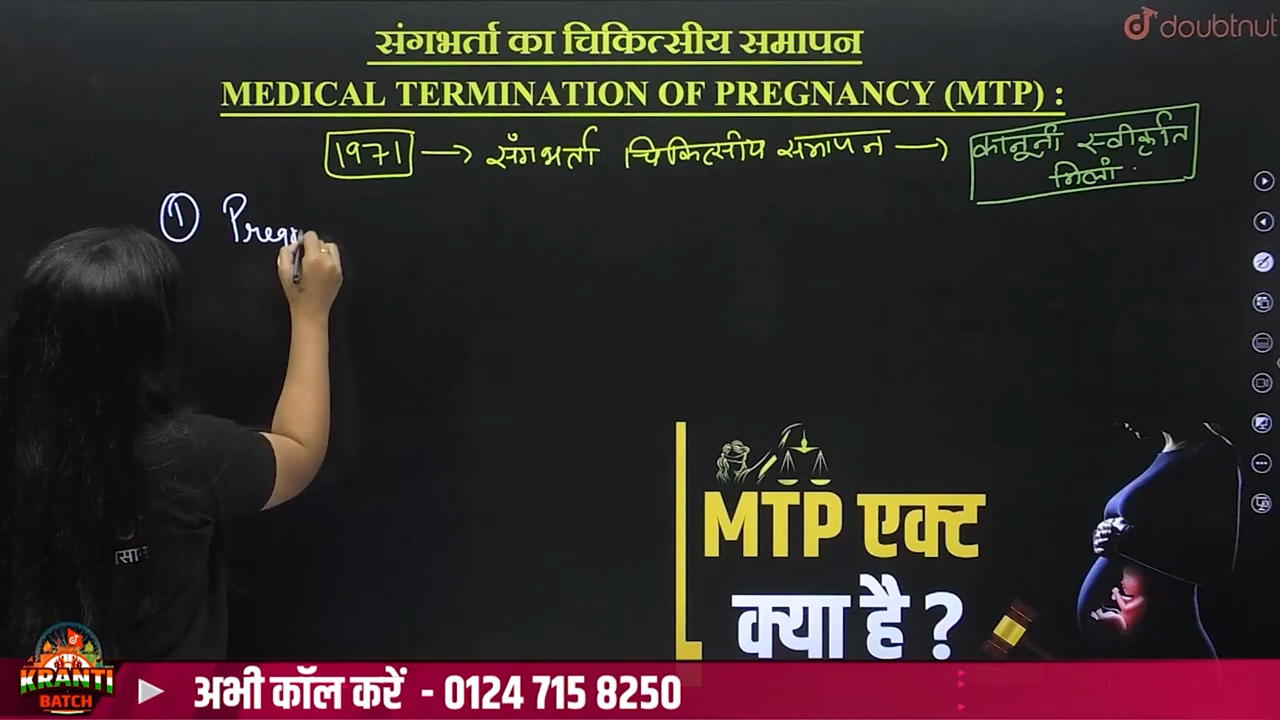 doubtnut
संगभर्ता का चिकित्सीय समापन
MEDICAL TERMINATION OF PREGNANCY (MTP) :
1971 → सँगभर्ता चिकित्सीय समापन → कानूनी स्वीकृति
मिलां.
① Pregn
MTP एक्ट
क्या है ?
KRANTI
BATCH
अभी कॉल करें - 0124 715 8250